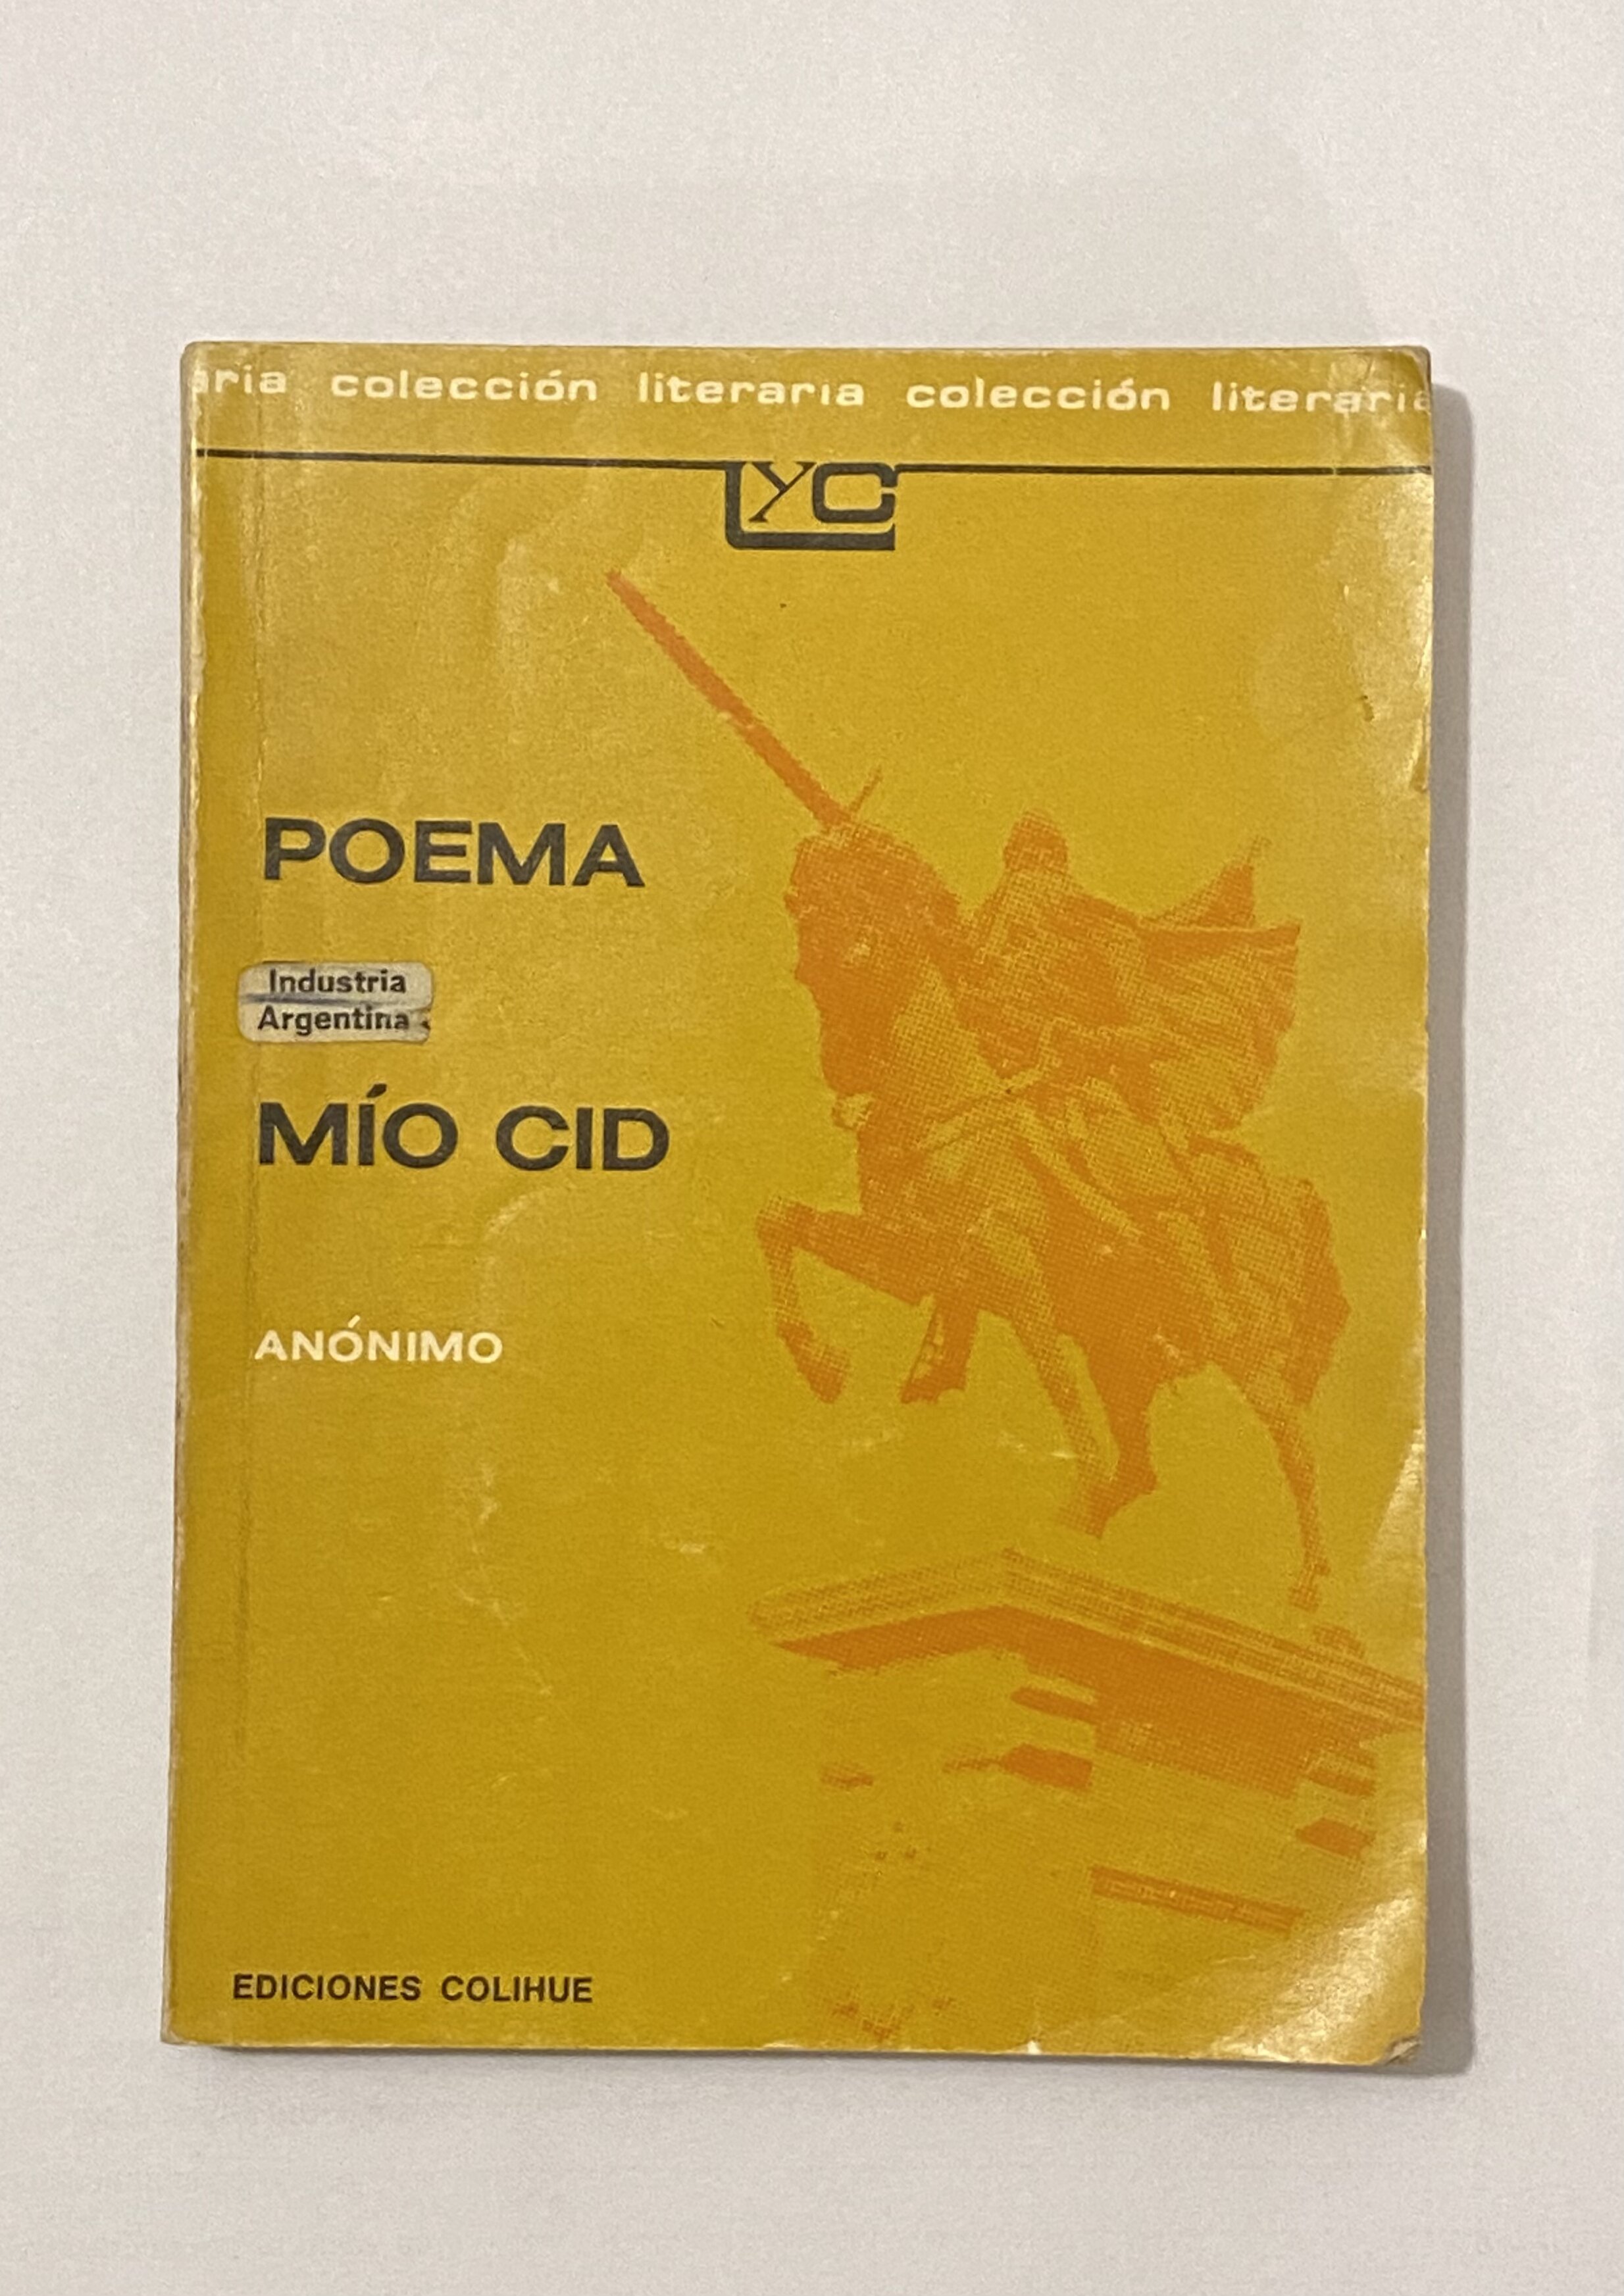 aria colección literaria colección literaria
LYC
POEMA
Industria
Argentina
MÍO CID
ANÓNIMO
EDICIONES COLIHUE